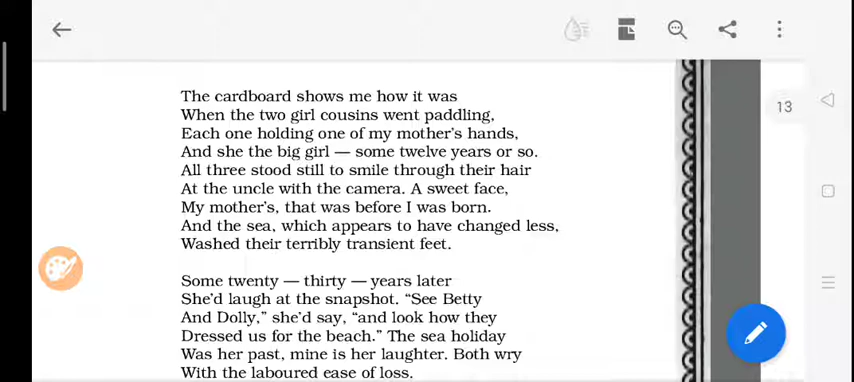 13
The cardboard shows me how it was
When the two girl cousins went paddling,
Each one holding one of my mother's hands,
And she the big girl — some twelve years or so.
All three stood still to smile through their hair
At the uncle with the camera. A sweet face,
My mother's, that was before I was born.
And the sea, which appears to have changed less,
Washed their terribly transient feet.
Some twenty — thirty — years later
She'd laugh at the snapshot. “See Betty
And Dolly,” she'd say, “and look how they
Dressed us for the beach.” The sea holiday
Was her past, mine is her laughter. Both wry
With the laboured ease of loss.